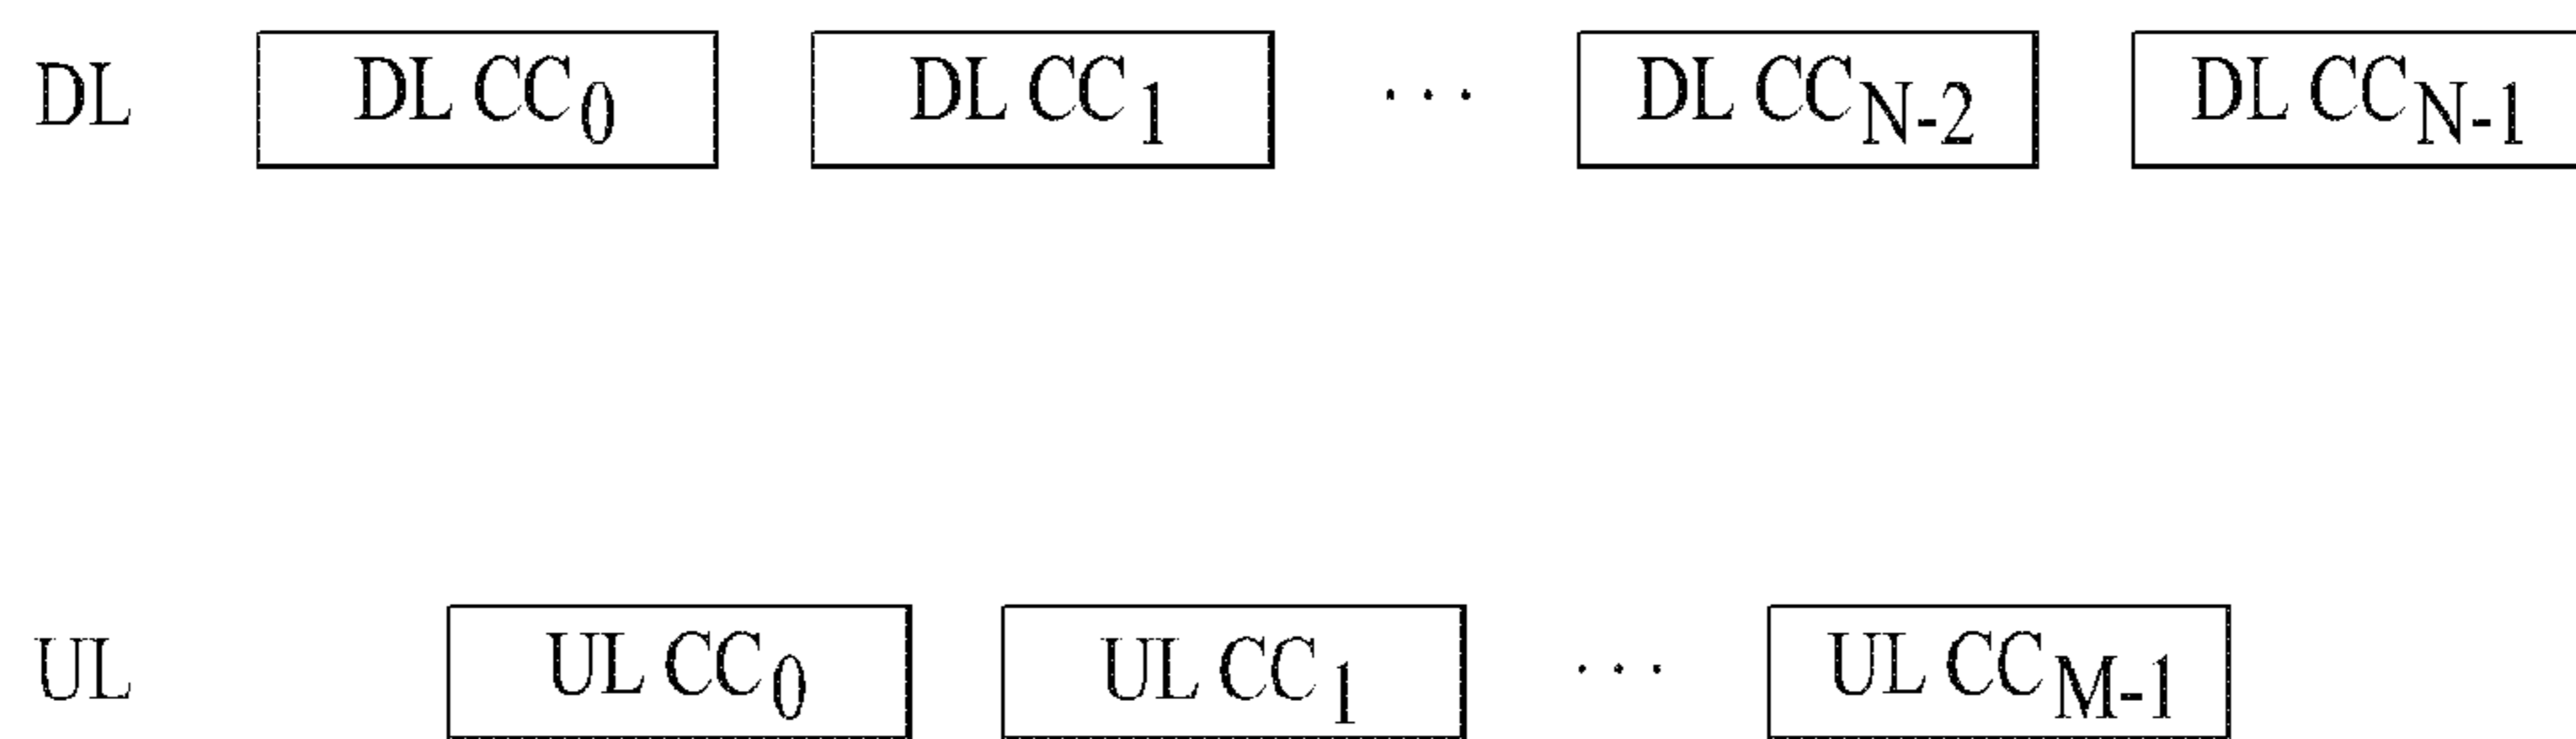 DL DL CC0 DL CC1 ... DL CCN-2 DL CCN-1
UL UL CC0 UL CC1 ... UL CCM-1